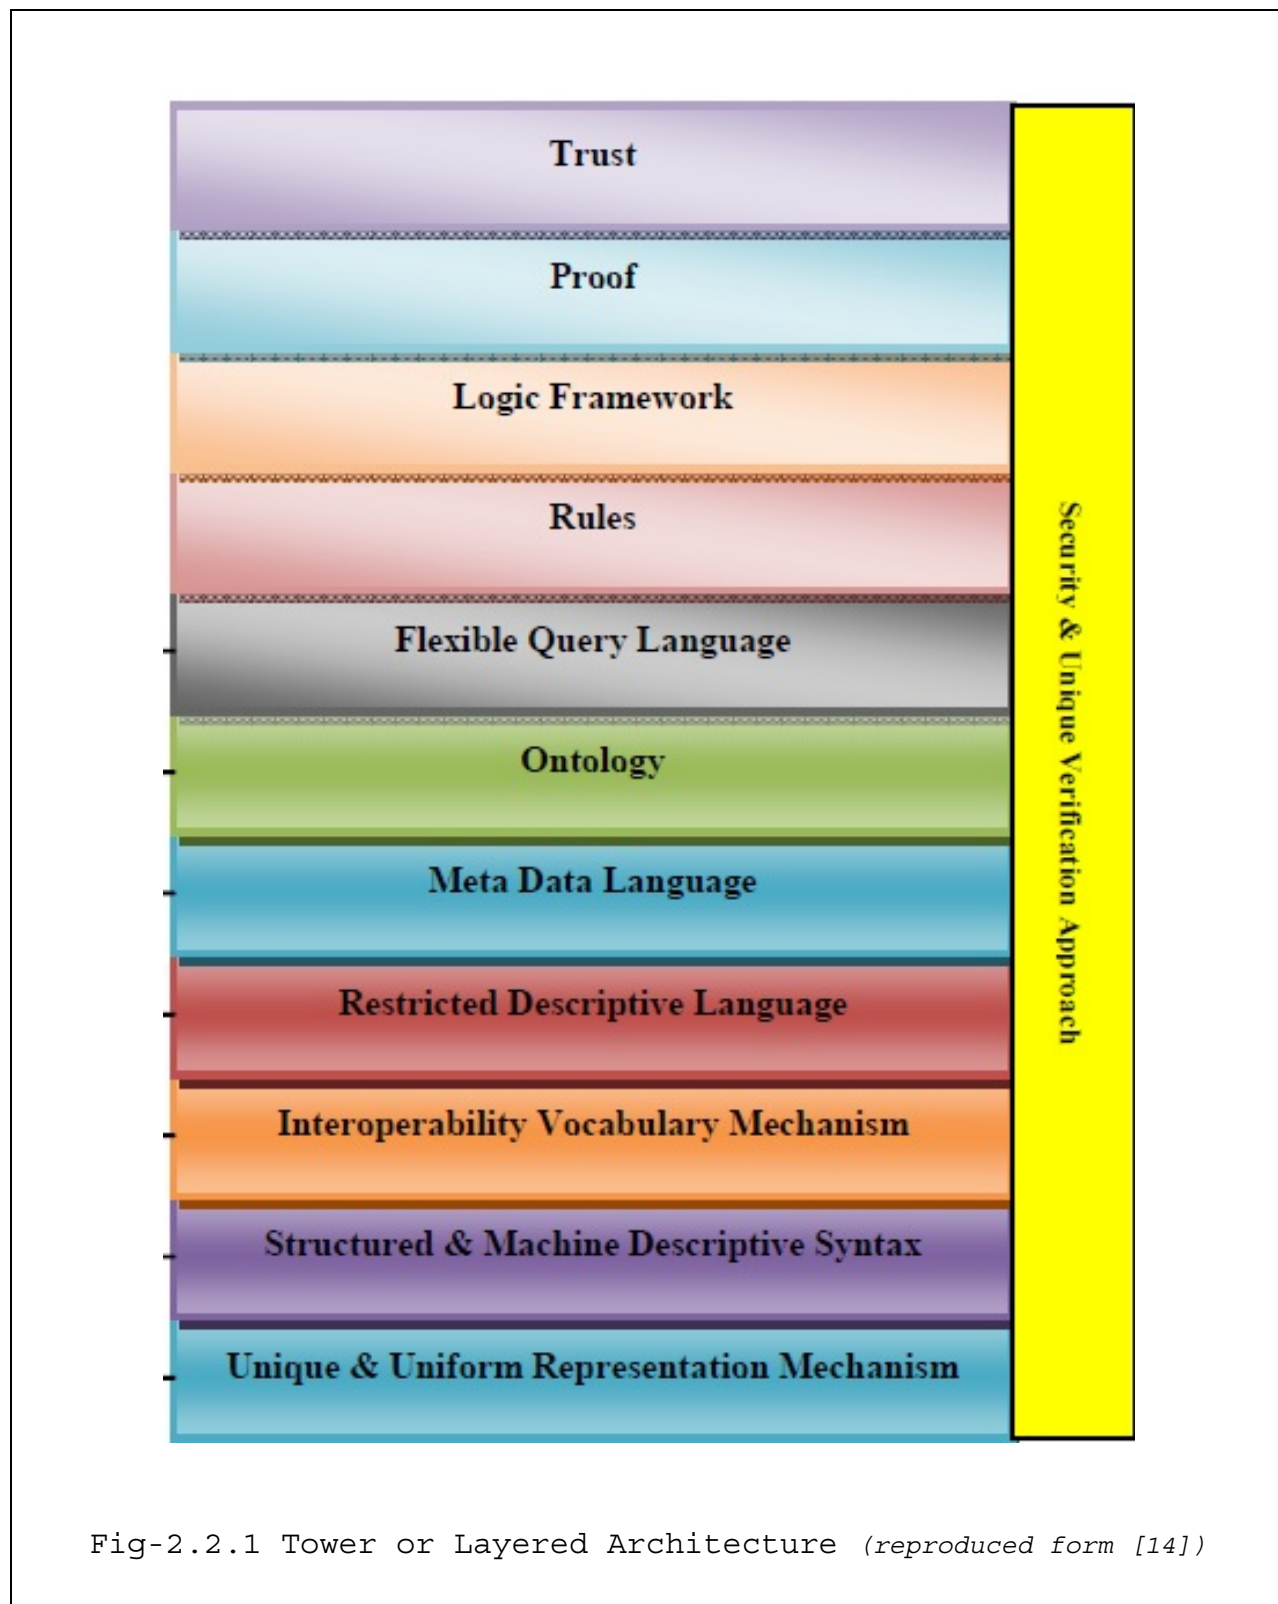 Trust
Proof
Logic Framework
Rules
Flexible Query Language
Ontology
Meta Data Language
Restricted Descriptive Language
Interoperability Vocabulary Mechanism
Structured & Machine Descriptive Syntax
Unique & Uniform Representation Mechanism
Security & Unique Verification Approach
Fig-2.2.1 Tower or Layered Architecture (reproduced form [14])